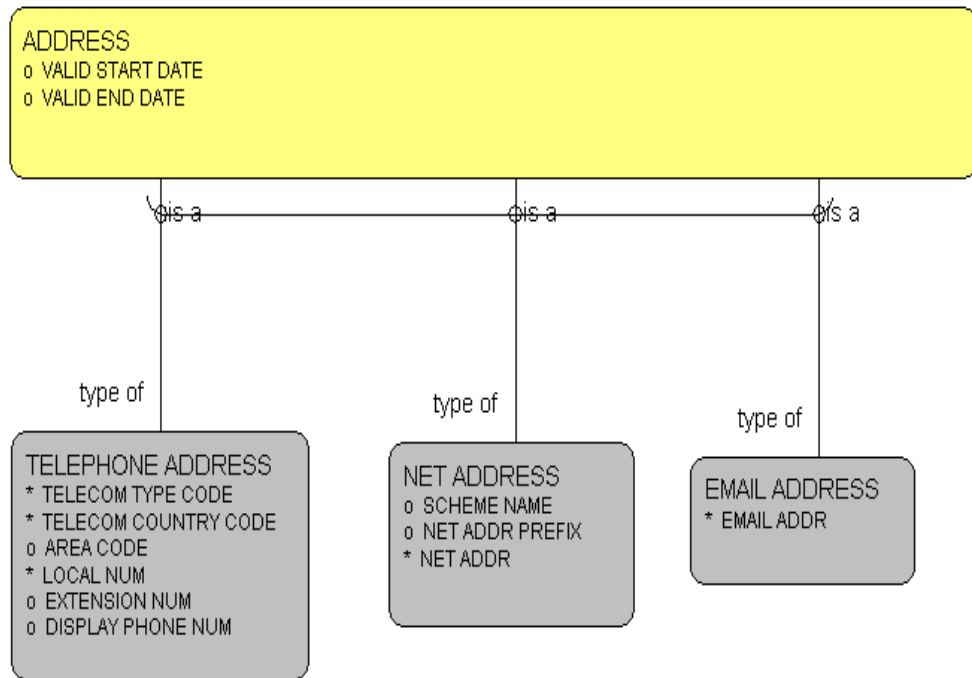 ADDRESS
o VALID START DATE
o VALID END DATE
is a
is a
is a
type of
type of
type of
TELEPHONE ADDRESS
* TELECOM TYPE CODE
* TELECOM COUNTRY CODE
o AREA CODE
* LOCAL NUM
o EXTENSION NUM
o DISPLAY PHONE NUM
NET ADDRESS
o SCHEME NAME
o NET ADDR PREFIX
* NET ADDR
EMAIL ADDRESS
* EMAIL ADDR